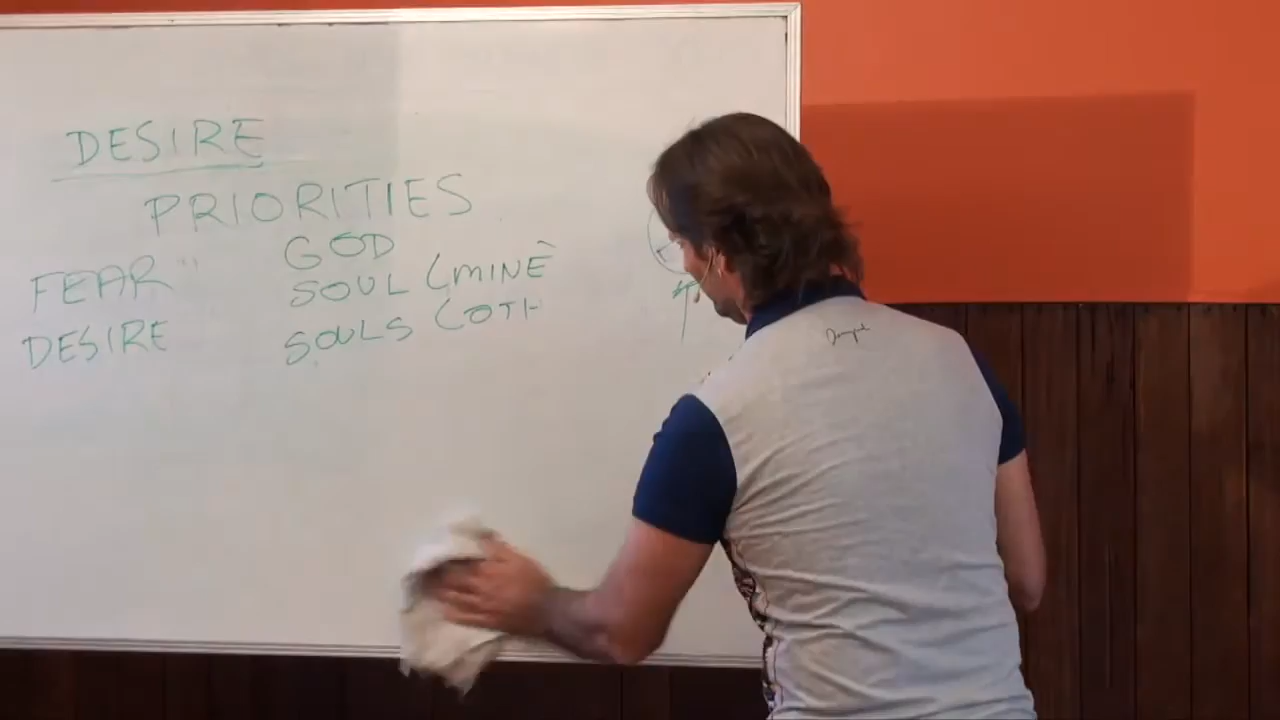 DESIRE
PRIORITIES
GOD
FEAR " SOUL (MINE
DESIRE SOULS (OTH